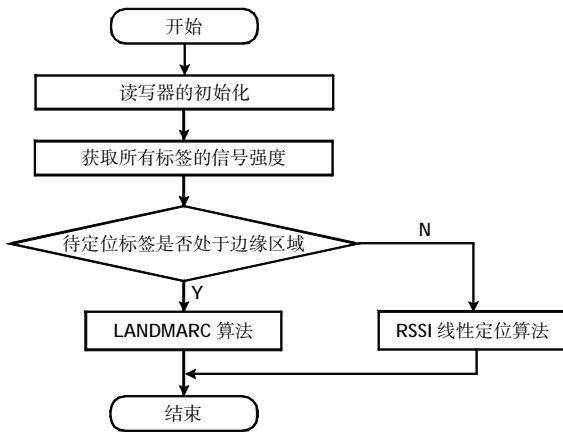 开始
读写器的初始化
获取所有标签的信号强度
待定位标签是否处于边缘区域
N
Y
LANDMARC 算法
RSSI 线性定位算法
结束